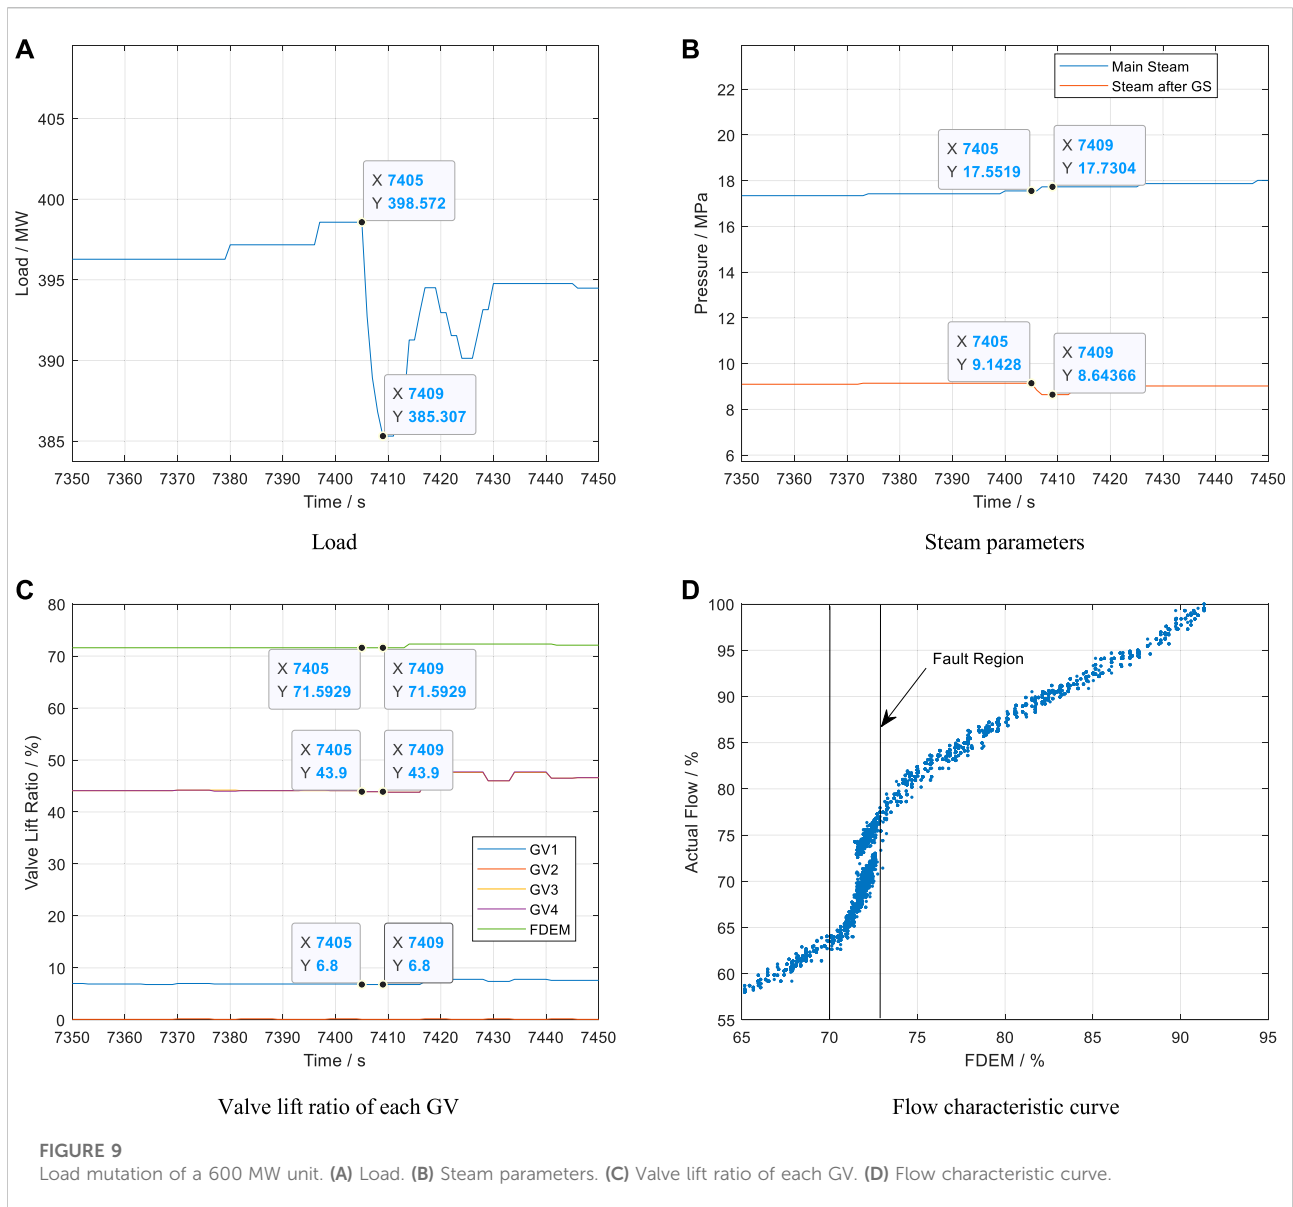 A
Load / MW
405
400
395
390
385
X 7405
Y 398.572
X 7409
Y 385.307
7350 7360 7370 7380 7390 7400 7410 7420 7430 7440 7450
Time / s
Load
B
Pressure / MPa
22
20
18
16
14
12
10
8
6
Main Steam
Steam after GS
X 7405
Y 17.5519
X 7409
Y 17.7304
X 7405
Y 9.1428
X 7409
Y 8.64366
7350 7360 7370 7380 7390 7400 7410 7420 7430 7440 7450
Time / s
Steam parameters
C
Valve Lift Ratio / %)
80
70
60
50
40
30
20
10
0
X 7405
Y 71.5929
X 7409
Y 71.5929
X 7405
Y 43.9
X 7409
Y 43.9
GV1
GV2
GV3
GV4
FDEM
X 7405
Y 6.8
X 7409
Y 6.8
7350 7360 7370 7380 7390 7400 7410 7420 7430 7440 7450
Time / s
Valve lift ratio of each GV
D
Actual Flow / %
100
95
90
85
80
75
70
65
60
55
Fault Region
65 70 75 80 85 90 95
FDEM / %
Flow characteristic curve
FIGURE 9
Load mutation of a 600 MW unit. (A) Load. (B) Steam parameters. (C) Valve lift ratio of each GV. (D) Flow characteristic curve.